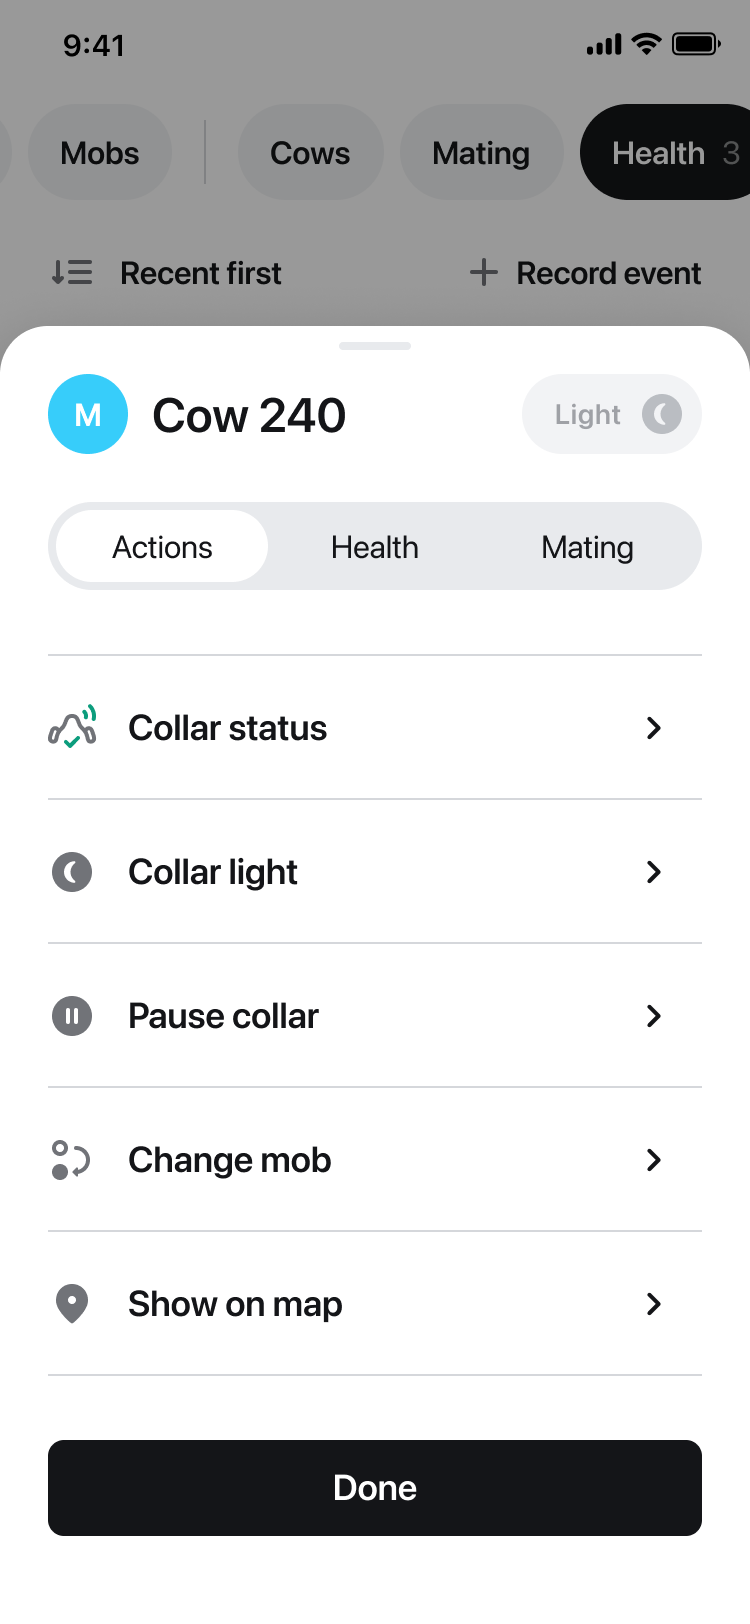 9:41
Mobs Cows Mating Health 3
Recent first Record event
M Cow 240 Light
Actions Health Mating
Collar status
Collar light
Pause collar
Change mob
Show on map
Done